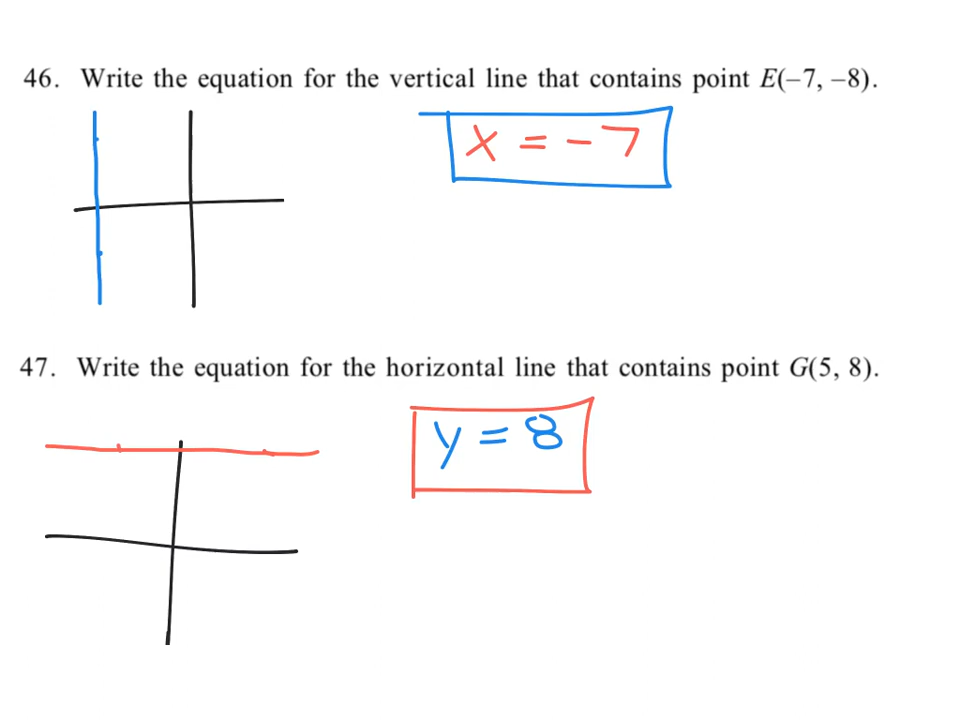 46. Write the equation for the vertical line that contains point E(−7, −8).
x = −7
47. Write the equation for the horizontal line that contains point G(5, 8).
y = 8